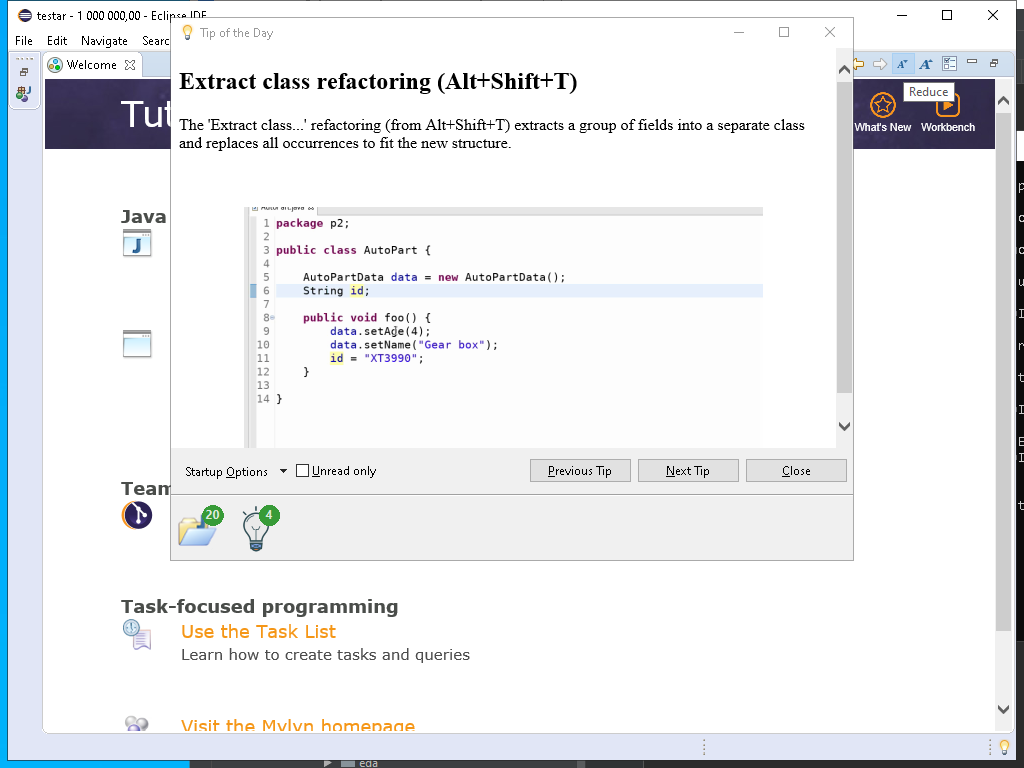 testar - 1 000 000,00 - Eclipse IDE
File Edit Navigate
Tip of the Day
Welcome
Reduce
What's New Workbench
Extract class refactoring (Alt+Shift+T)
The 'Extract class...' refactoring (from Alt+Shift+T) extracts a group of fields into a separate class
and replaces all occurrences to fit the new structure.
Java
1 package p2;
2
3 public class AutoPart {
4
5 AutoPartData data = new AutoPartData();
6 String id;
7
8 public void foo() {
9 data.setAge(4);
10 data.setName("Gear box");
11 id = "XT3990";
12 }
13
14 }
Startup Options Unread only Previous Tip Next Tip Close
Team
20 4
Task-focused programming
Use the Task List
Learn how to create tasks and queries
Visit the Mylyn homepage
eda